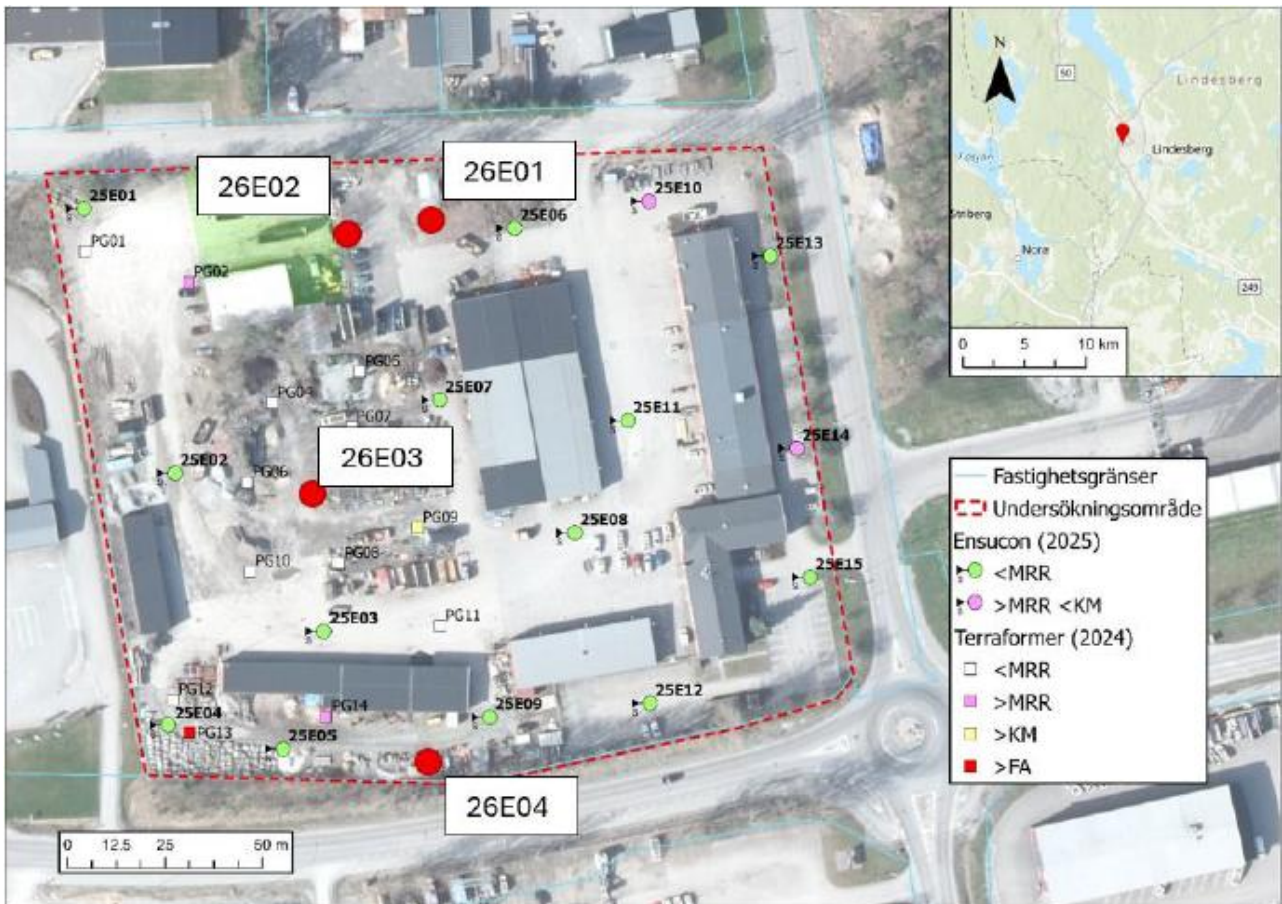 N
50
Lindesberg
Lindesberg
Nora
249
0 5 10 km
26E02
26E01
25E01
PG01
PG02
25E06
25E10
25E13
PG05
PG04
25E07
PG07
25E11
25E14
26E03
25E02
PG06
PG09
25E08
PG10
PG08
25E15
25E03
PG11
PG12
25E04
PG13
PG14
25E05
25E09
25E12
26E04
0 12.5 25 50 m
Fastighetsgränser
Undersökningsområde
Ensucon (2025)
<MRR
>MRR <KM
Terraformer (2024)
<MRR
>MRR
>KM
>FA